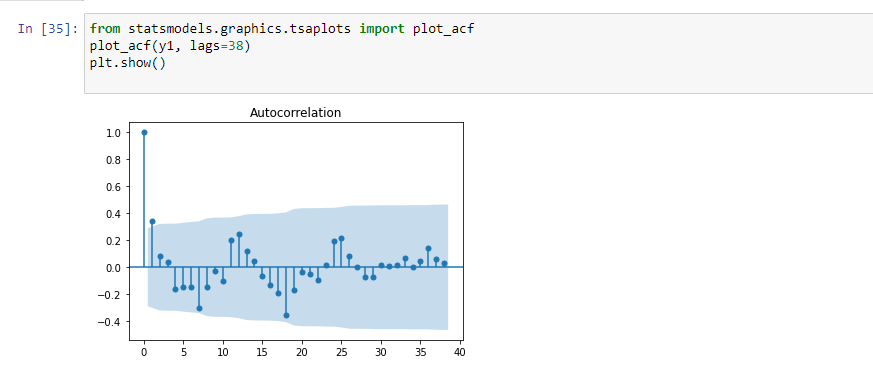 In [35]: from statsmodels.graphics.tsaplots import plot_acf
plot_acf(y1, lags=38)
plt.show()
Autocorrelation
1.0
0.8
0.6
0.4
0.2
0.0
−0.2
−0.4
0 5 10 15 20 25 30 35 40